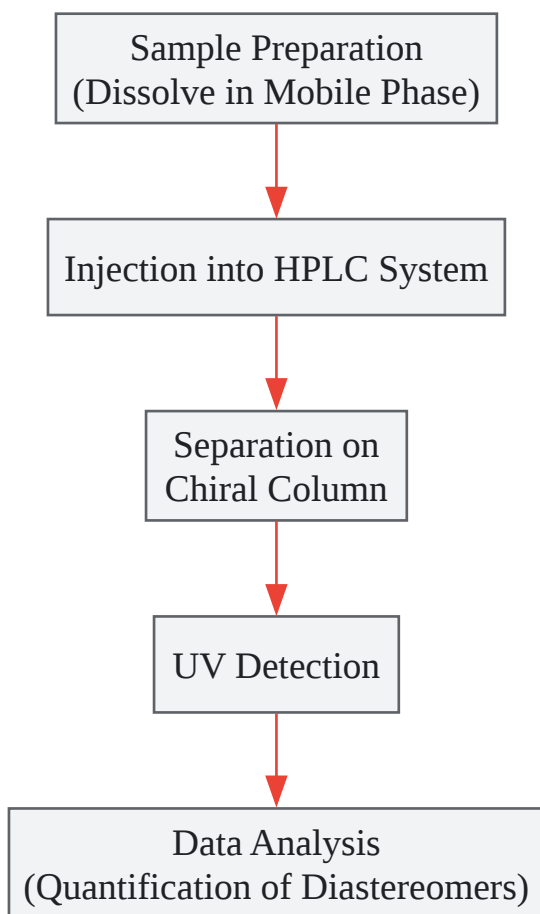 Sample Preparation
(Dissolve in Mobile Phase)
Injection into HPLC System
Separation on
Chiral Column
UV Detection
Data Analysis
(Quantification of Diastereomers)